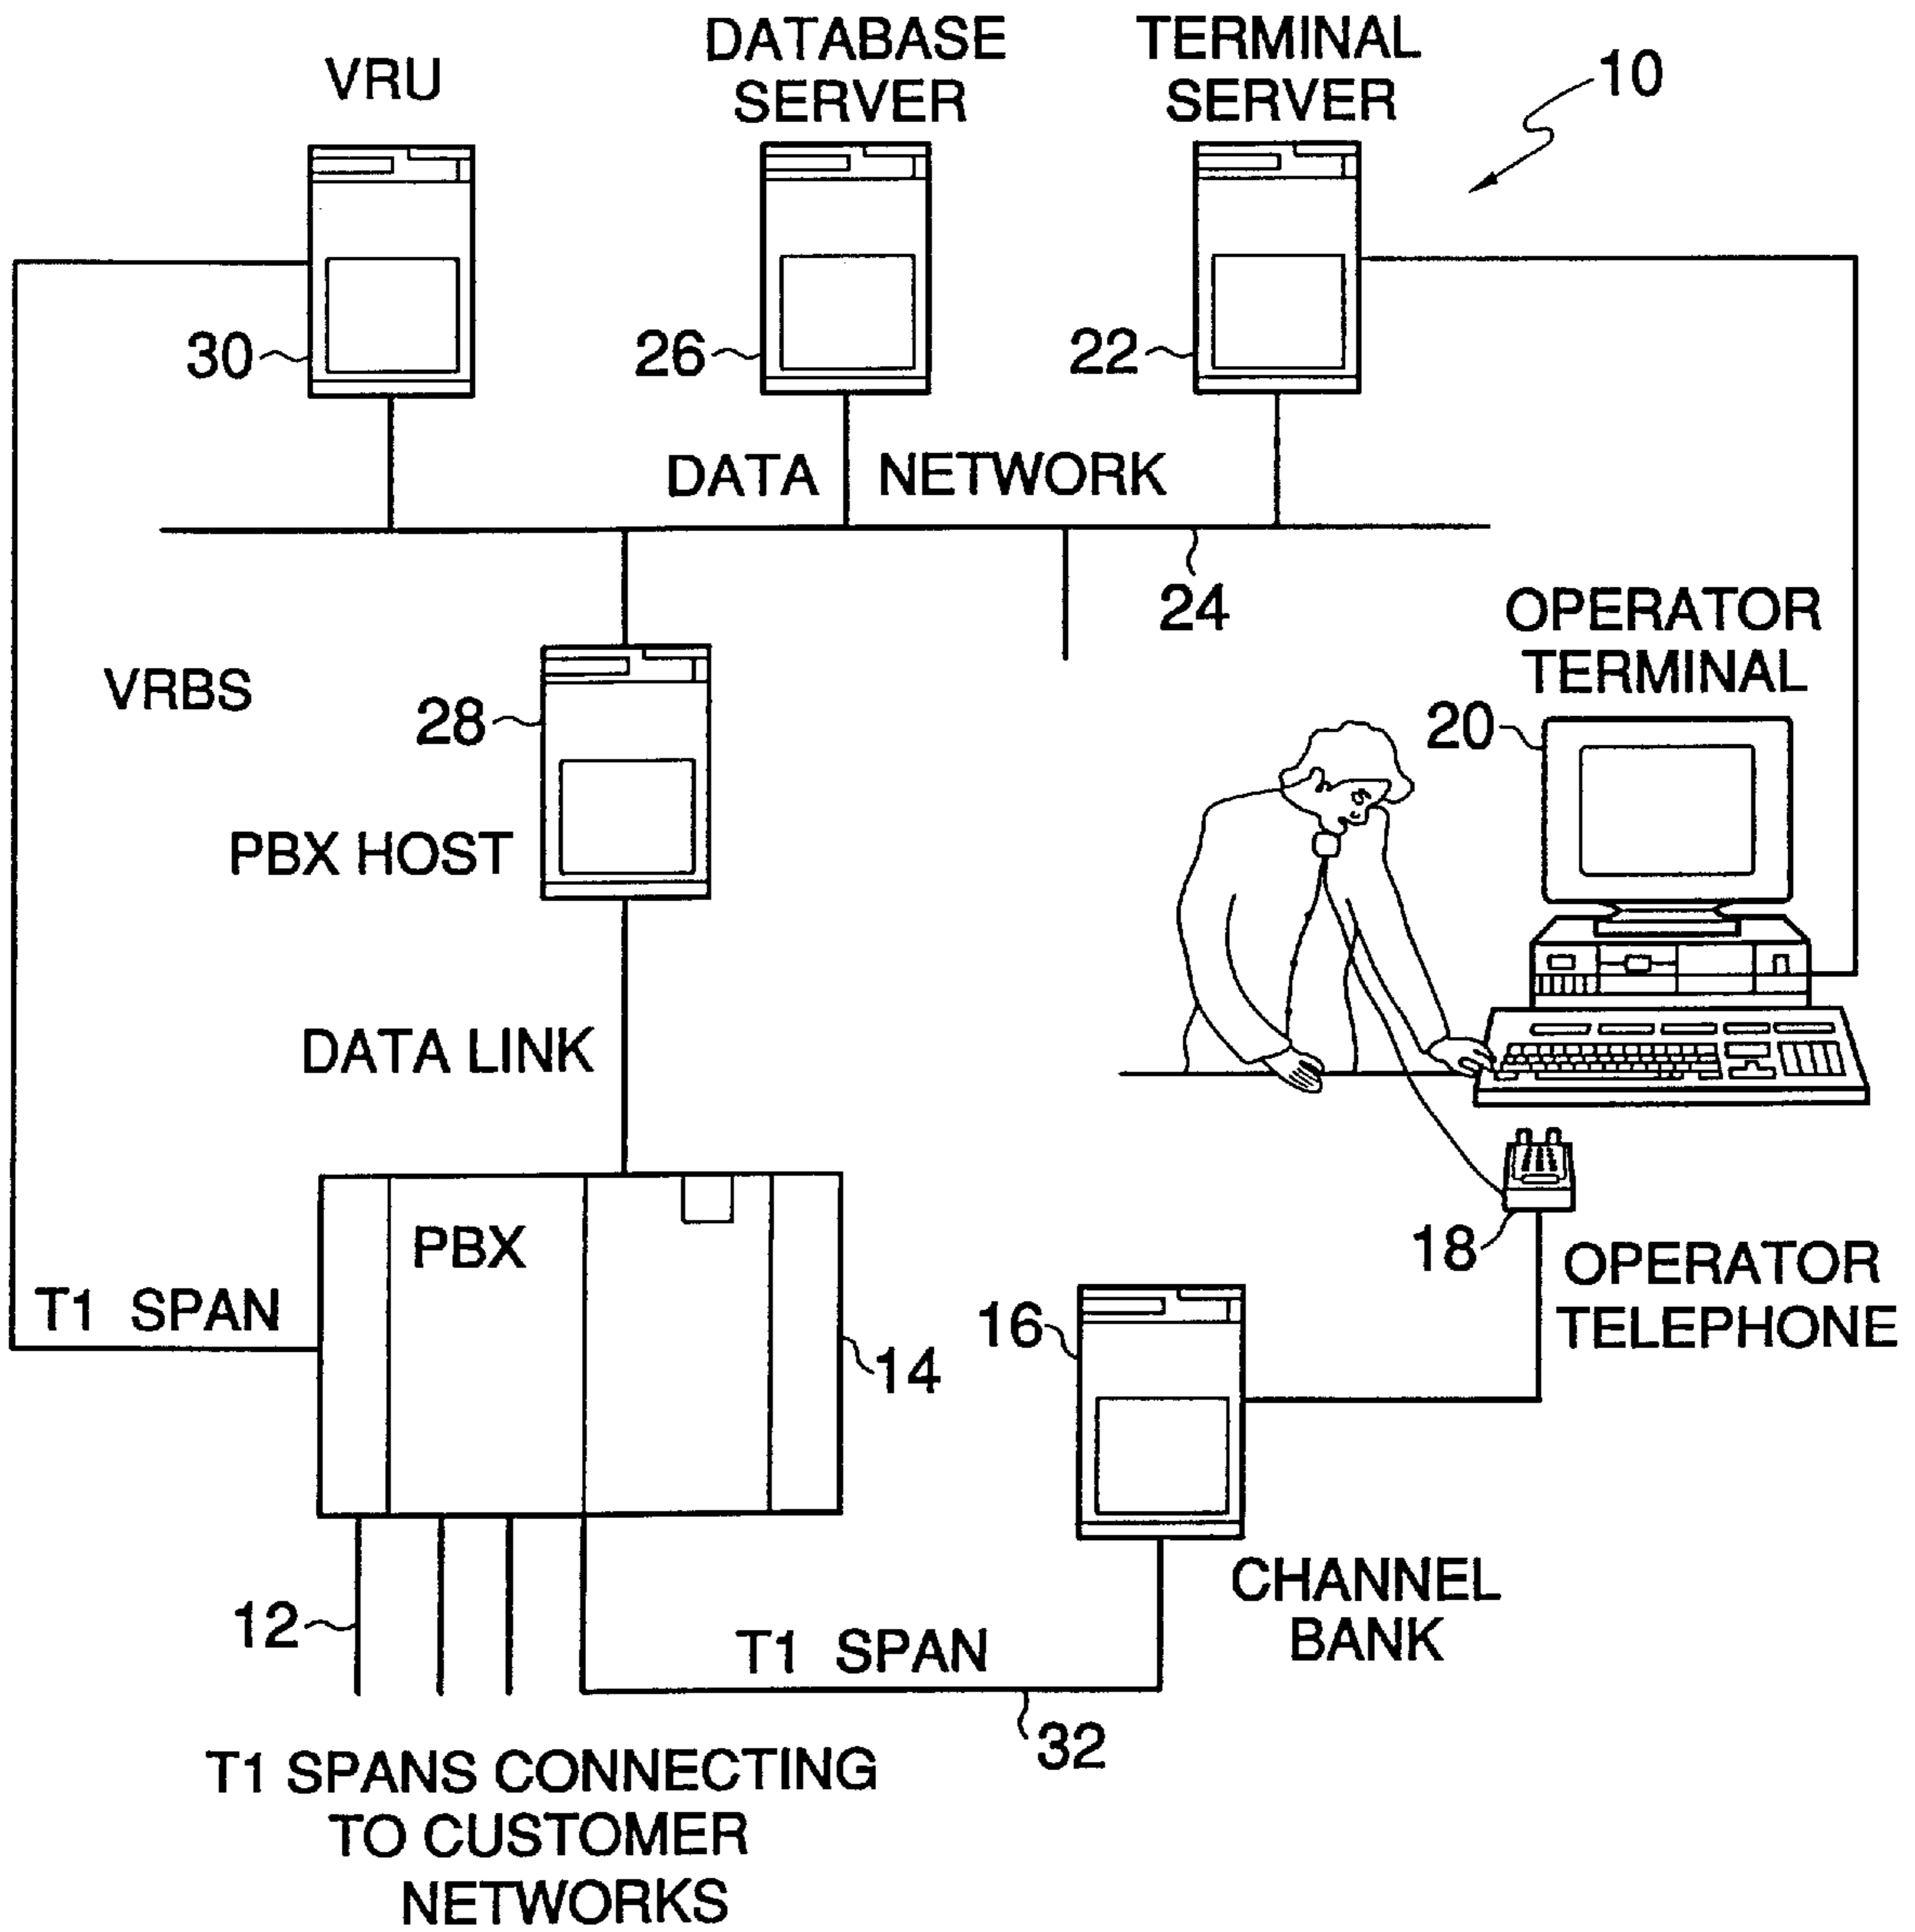 VRU
DATABASE
SERVER
TERMINAL
SERVER
10
30
26
22
DATA NETWORK
24
VRBS
28
PBX HOST
OPERATOR
TERMINAL
20
DATA LINK
PBX
T1 SPAN
14
16
18
OPERATOR
TELEPHONE
CHANNEL
BANK
12
T1 SPAN
32
T1 SPANS CONNECTING
TO CUSTOMER
NETWORKS